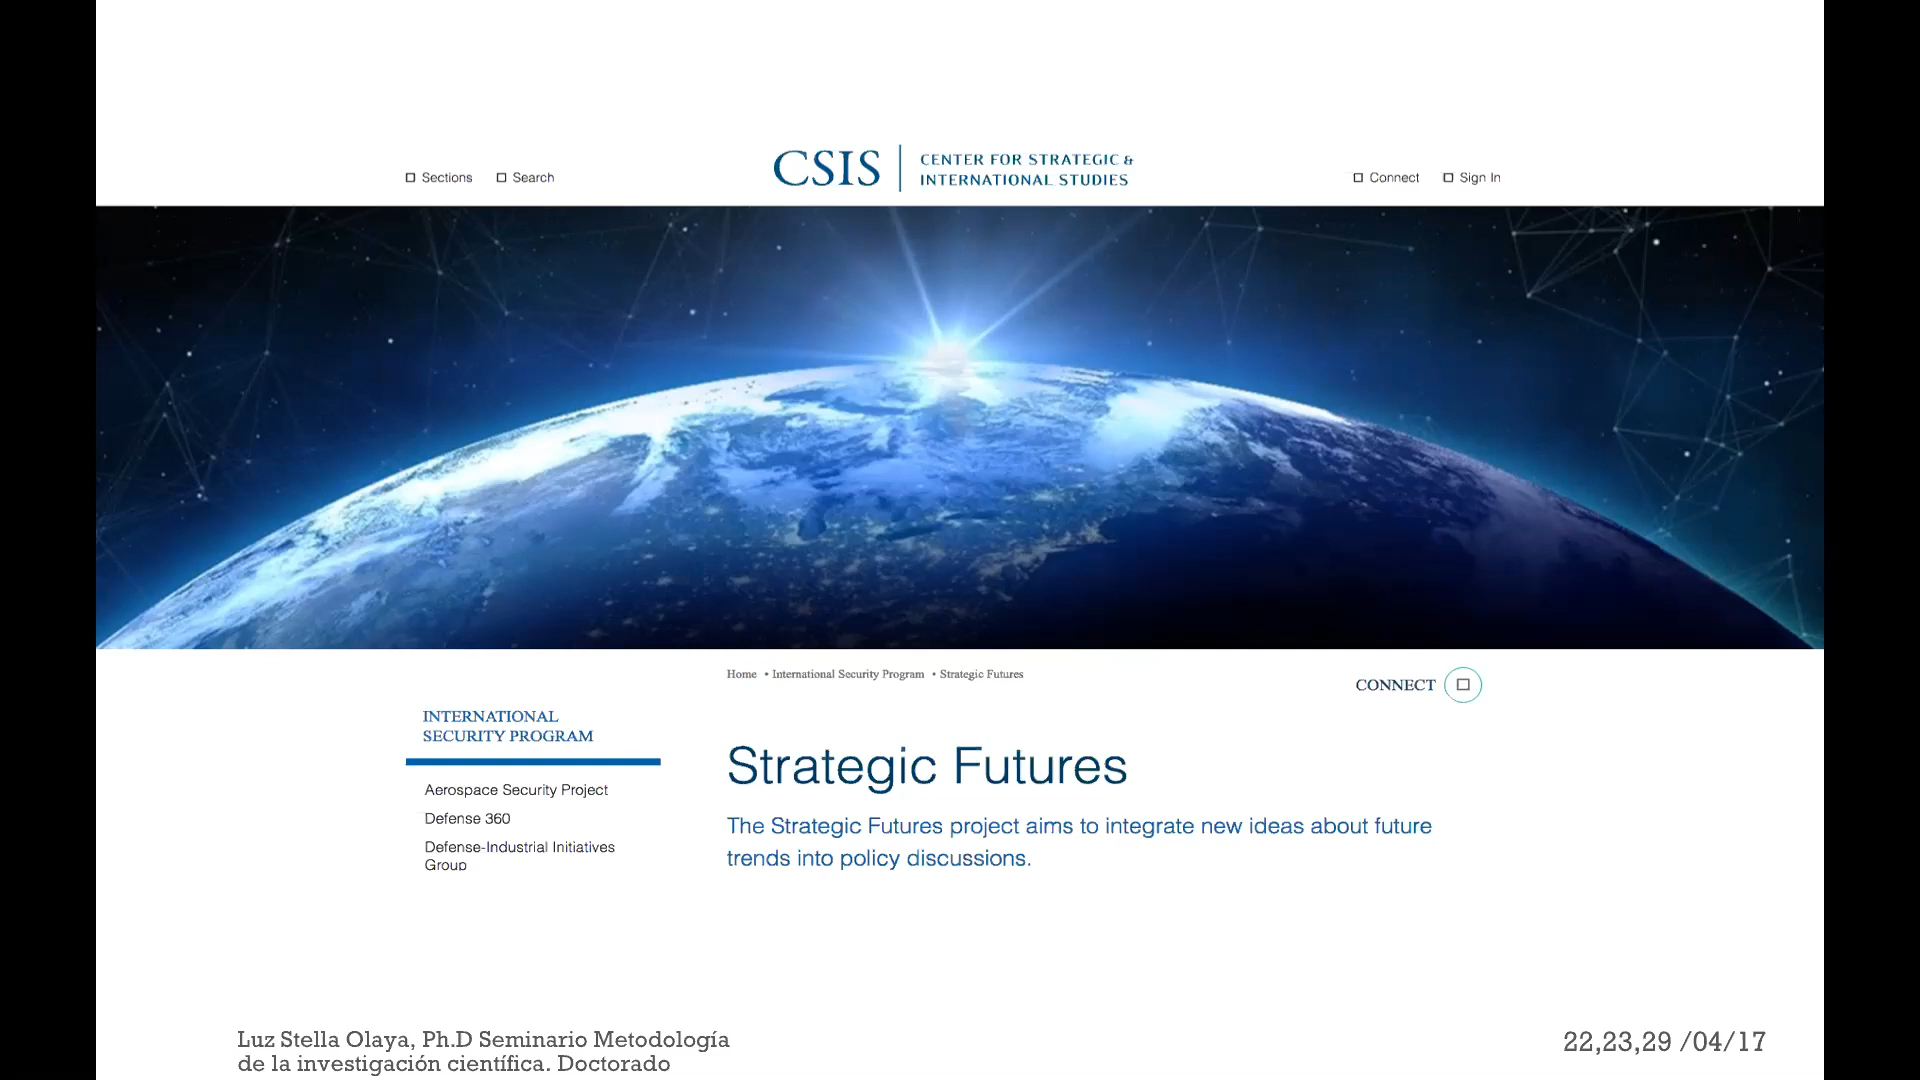 Sections
Search
CSIS
CENTER FOR STRATEGIC &
INTERNATIONAL STUDIES
Connect
Sign In
Home • International Security Program • Strategic Futures
CONNECT
INTERNATIONAL
SECURITY PROGRAM
Aerospace Security Project
Defense 360
Defense-Industrial Initiatives
Group
Strategic Futures
The Strategic Futures project aims to integrate new ideas about future
trends into policy discussions.
Luz Stella Olaya, Ph.D Seminario Metodología
de la investigación científica. Doctorado
22,23,29 /04/17